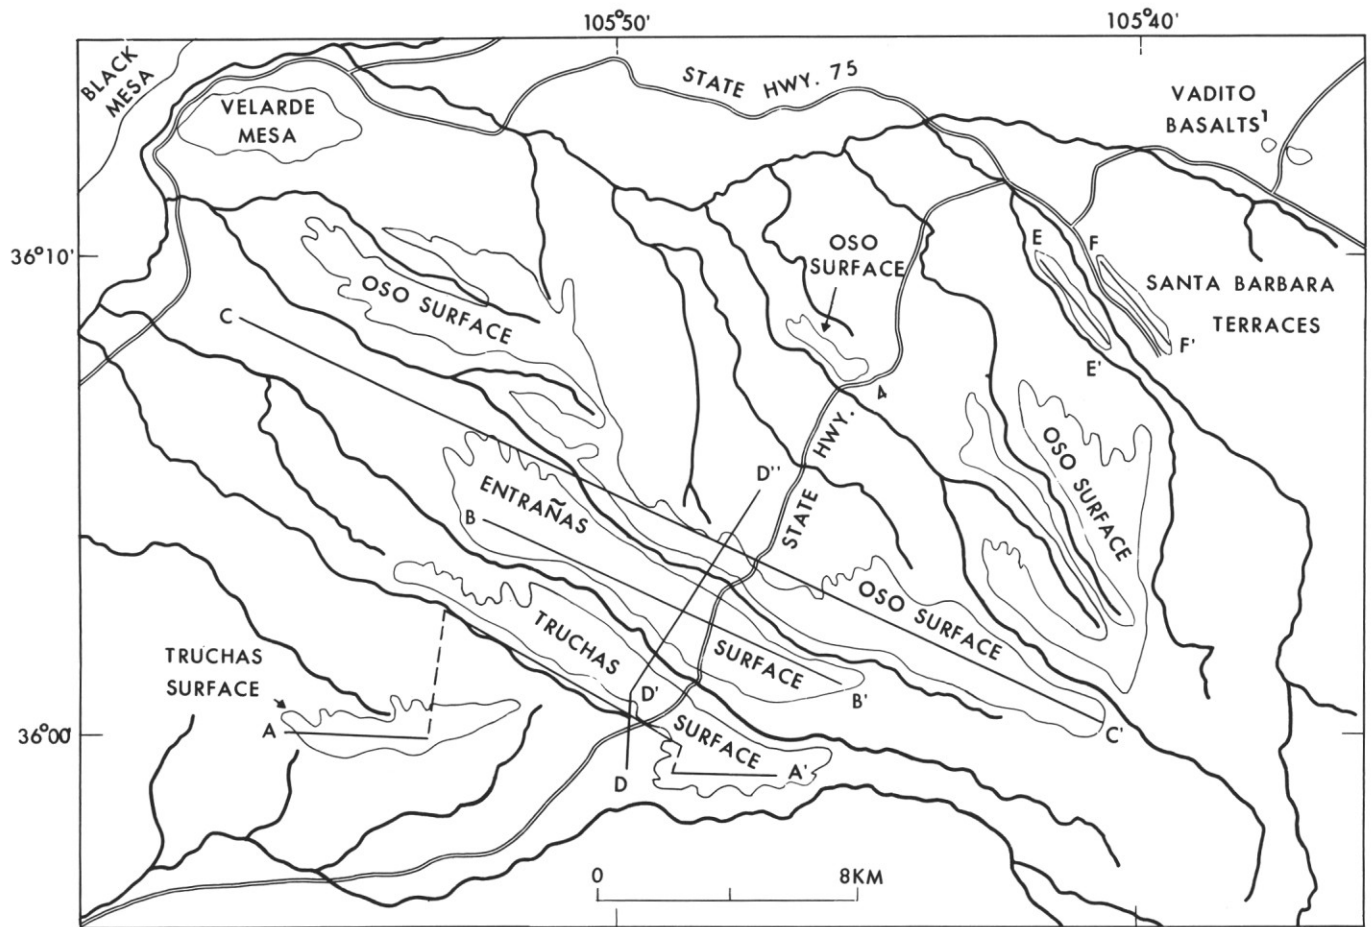 105°50'
105°40'
BLACK
MESA
VELARDE
MESA
STATE HWY. 75
VADITO
BASALTS¹
36°10'
OSO SURFACE
OSO
SURFACE
E
F
SANTA BARBARA
TERRACES
C
E'
F'
4
STATE HWY.
OSO SURFACE
D''
ENTRAÑAS
B
SURFACE
B'
OSO SURFACE
C'
TRUCHAS
SURFACE
TRUCHAS
SURFACE
D'
36°00'
A
D
A'
0
8KM